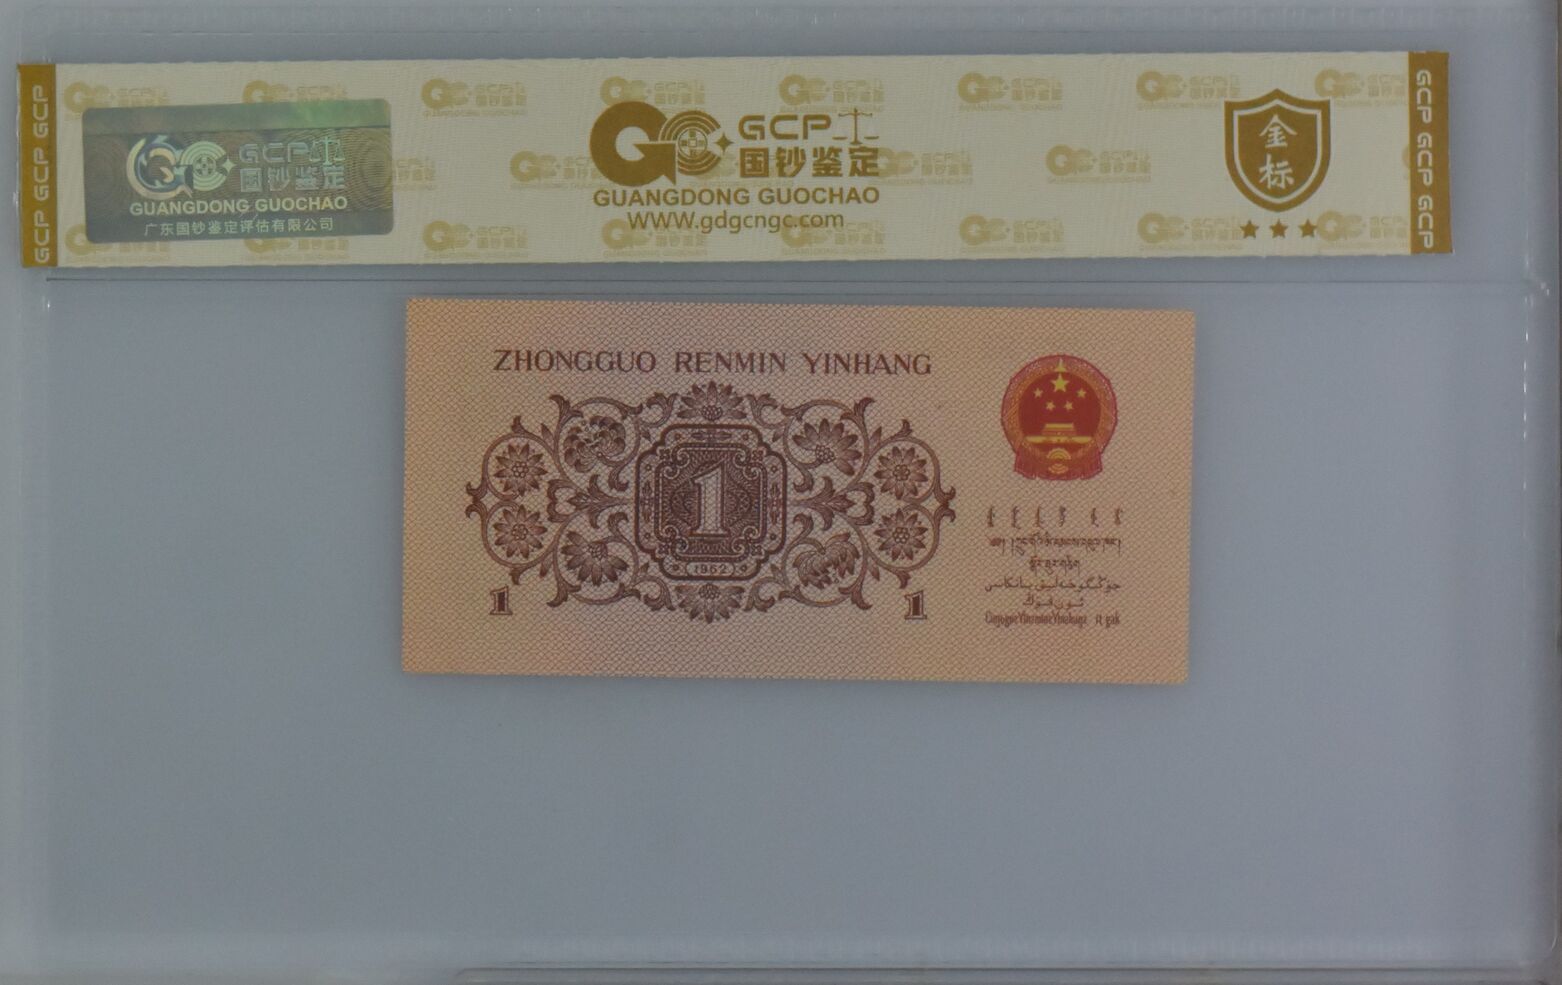 GCP GCP GCP
GCP 国钞鉴定
GUANGDONG GUOCHAO
广东国钞鉴定评估有限公司
GCP
国钞鉴定
GUANGDONG GUOCHAO
WWW.gdgcngc.com
金标
GCP GCP GCP
ZHONGGUO RENMIN YINHANG
1
1962
1
1